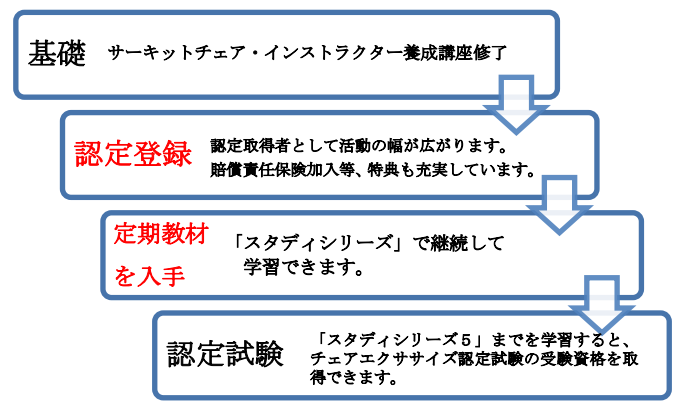 基礎 サーキットチェア・インストラクター養成講座修了
認定登録 認定取得者として活動の幅が広がります。
賠償責任保険加入等、特典も充実しています。
定期教材
を入手
「スタディシリーズ」で継続して
学習できます。
認定試験
「スタディシリーズ５」までを学習すると、
チェアエクササイズ認定試験の受験資格を取
得できます。